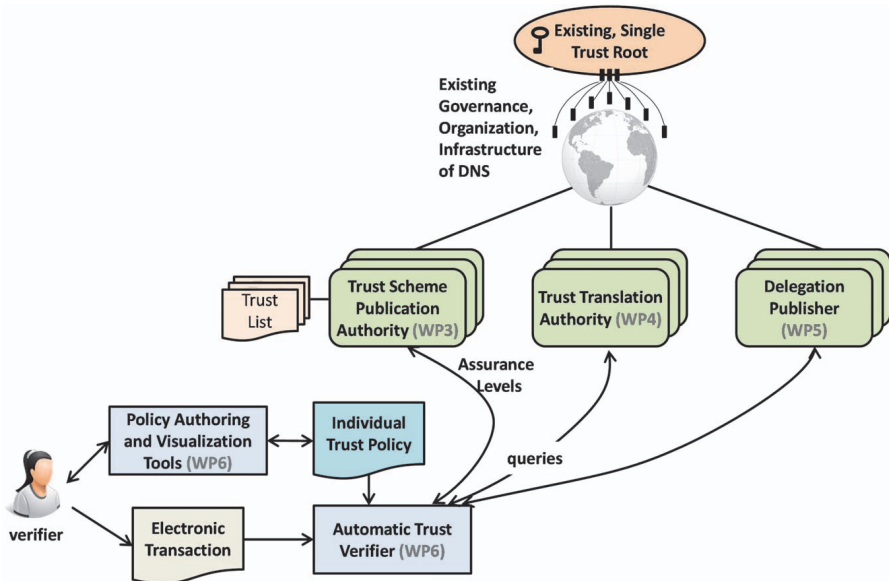 Existing, Single
Trust Root
Existing
Governance,
Organization,
Infrastructure
of DNS
Trust
List
Trust Scheme
Publication
Authority (WP3)
Trust Translation
Authority (WP4)
Delegation
Publisher
(WP5)
Assurance
Levels
Policy Authoring
and Visualization
Tools (WP6)
Individual
Trust Policy
queries
verifier
Electronic
Transaction
Automatic Trust
Verifier (WP6)